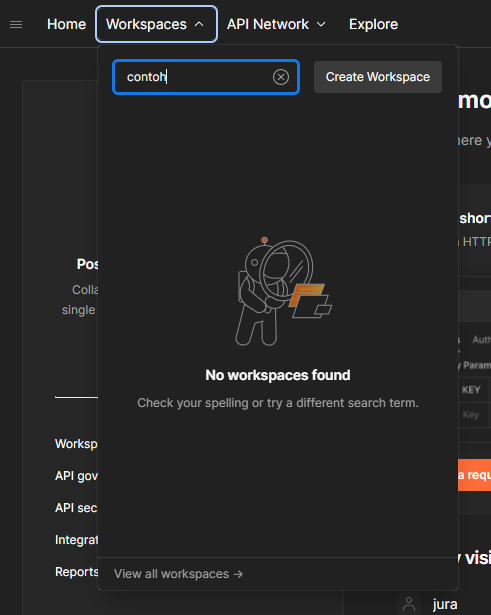 Home Workspaces API Network Explore
contoh Create Workspace
No workspaces found
Check your spelling or try a different search term.
View all workspaces →
Worksp
API gov
API sec
Integrat
Reports
Pos
Colla
single
mo
here y
short
HTTP
Auth
Param
KEY
Key
a requ
y visi
jura